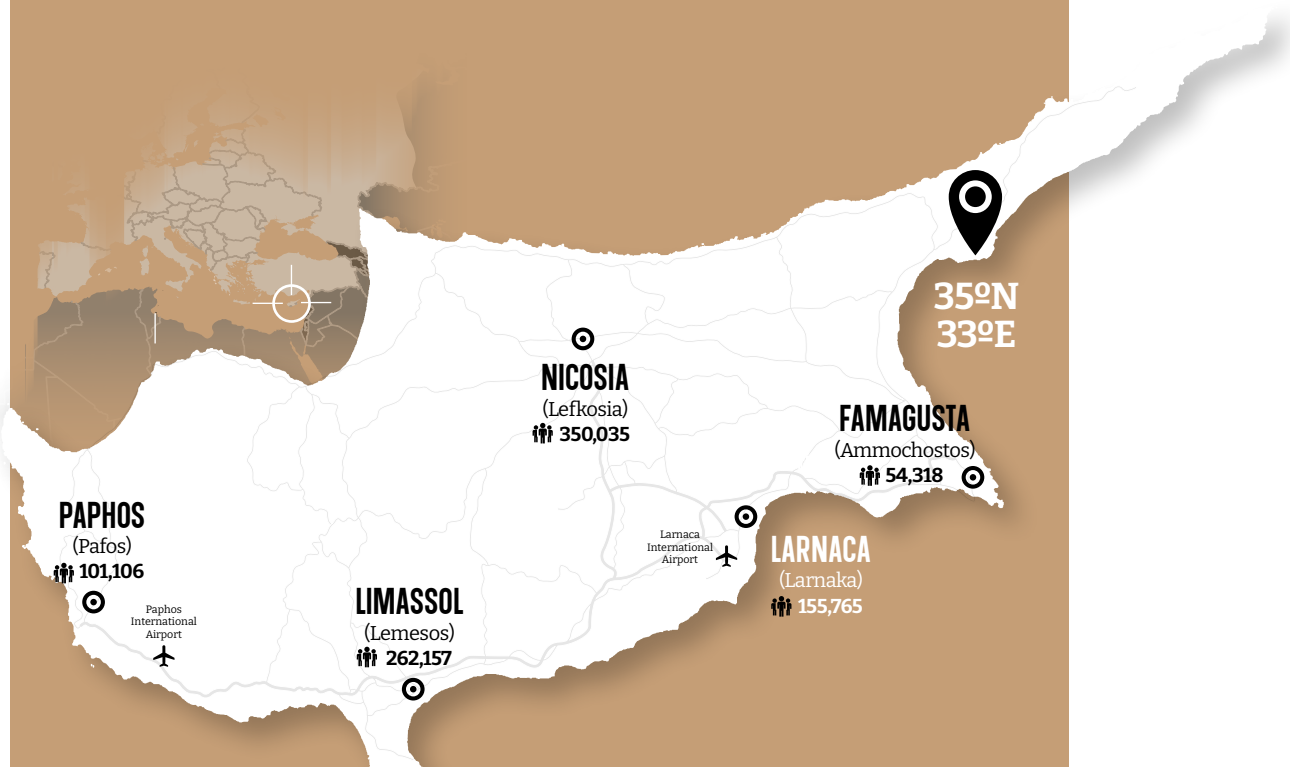 35ºN
33ºE
NICOSIA
(Lefkosia)
350,035
FAMAGUSTA
(Ammochostos)
54,318
PAPHOS
(Pafos)
101,106
Paphos
International
Airport
LIMASSOL
(Lemesos)
262,157
Larnaca
International
Airport
LARNACA
(Larnaka)
155,765